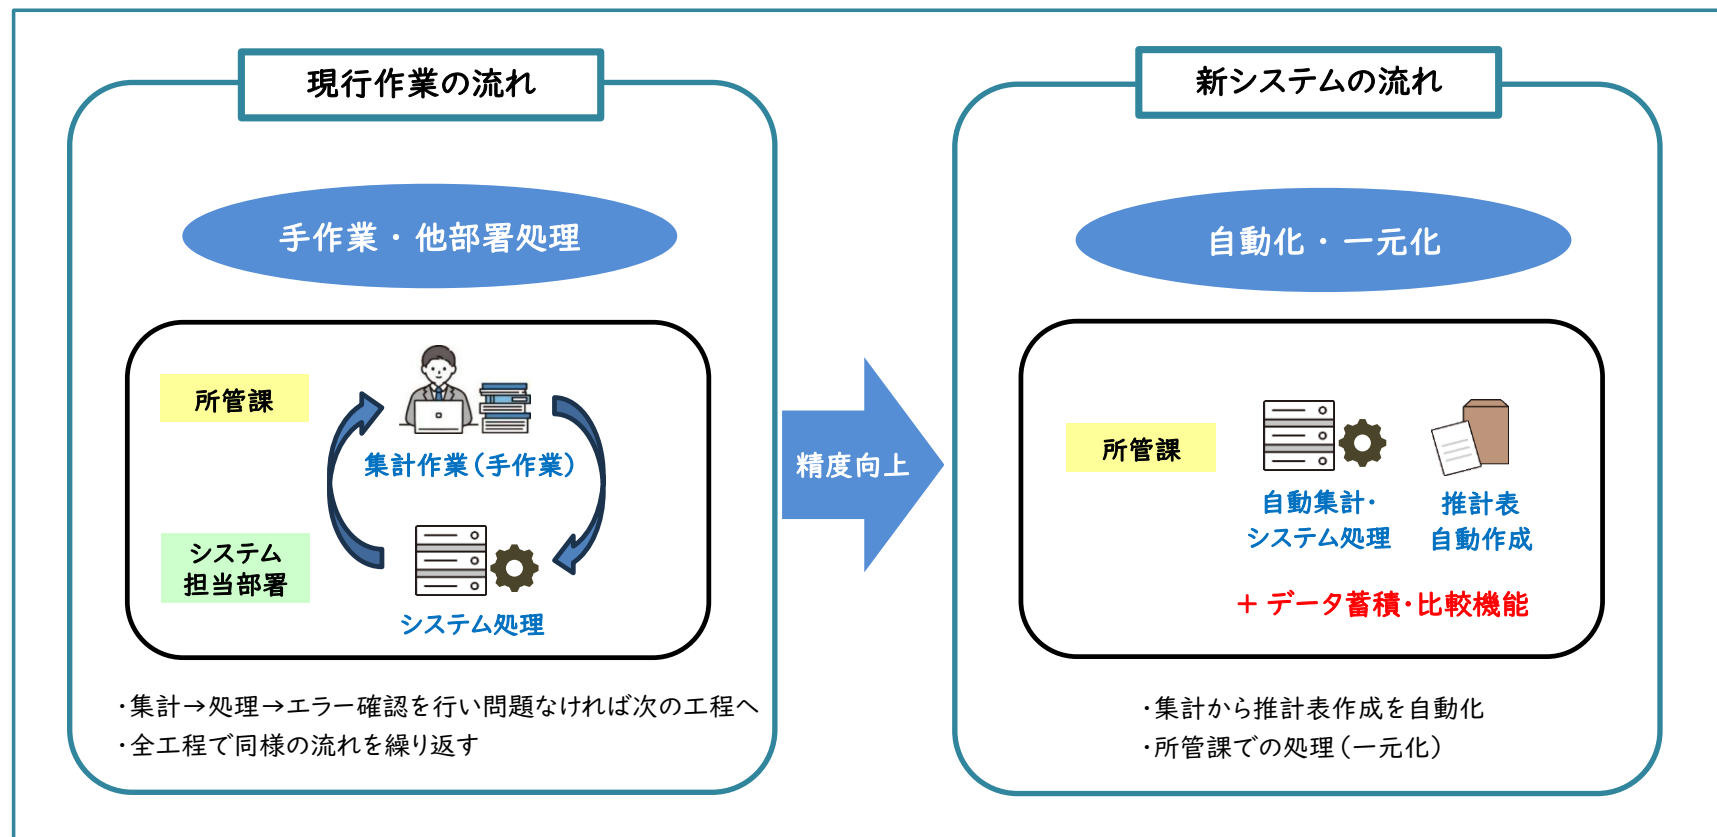 現行作業の流れ
手作業・他部署処理
所管課
集計作業（手作業）
システム
担当部署
システム処理
・集計→処理→エラー確認を行い問題なければ次の工程へ
・全工程で同様の流れを繰り返す
精度向上
新システムの流れ
自動化・一元化
所管課
自動集計・
システム処理
推計表
自動作成
＋データ蓄積・比較機能
・集計から推計表作成を自動化
・所管課での処理（一元化）